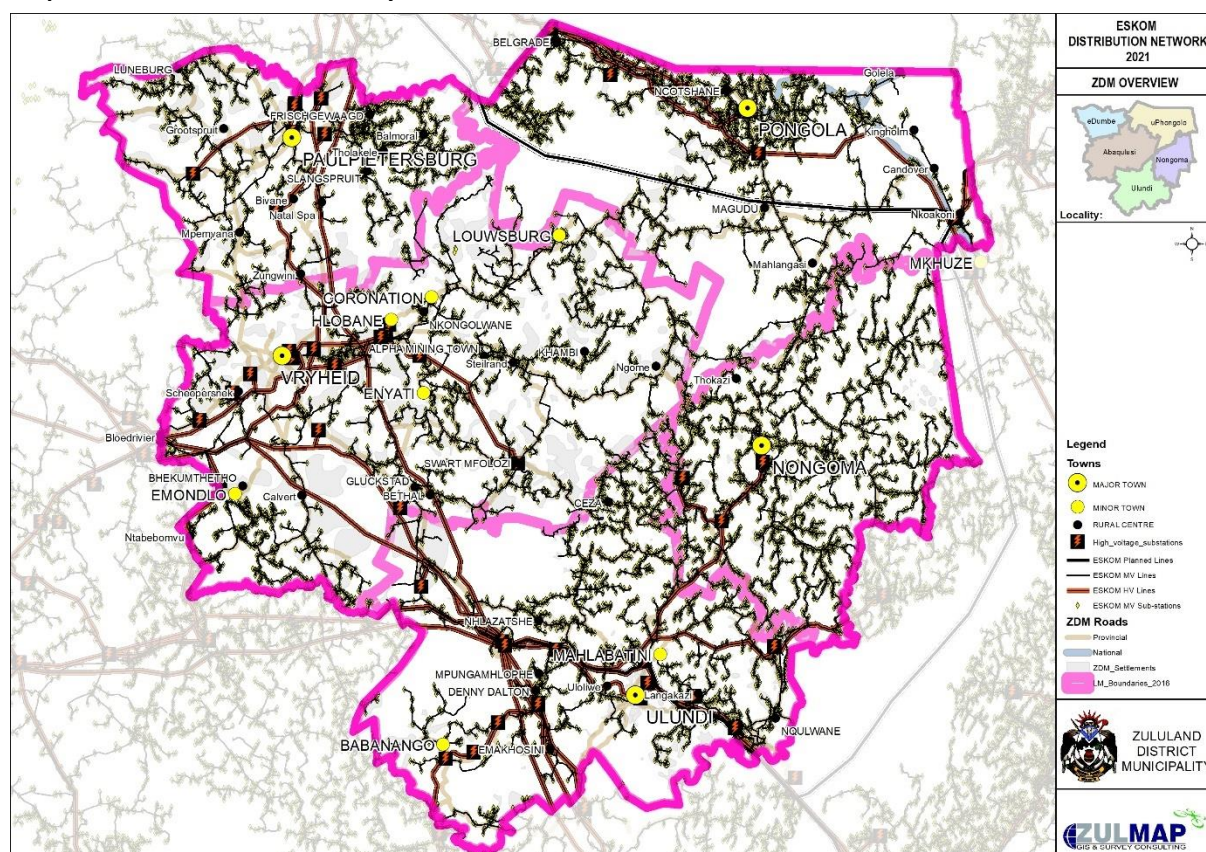 BELGRADE
LÜNEBURG
Golela
NCOTSHANE
PONGOLA
FRISCHGEWAAGD
Grootspruit
Balmoral
Kingholm
PAULPIETERSBURG
Tholakele
SLANGSPRUIT
Candover
Bivane
Natal Spa
MAGUDU
Nkoakoni
Mpemyana
LOUWSBURG
MKHUZE
Mahlangasi
Zungwini
CORONATION
HLOBANE
NKONGOLWANE
ALPHA MINING TOWN
KHAMBI
VRYHEID
Steilrand
Ngome
Thokazi
Scheepersnek
ENYATI
Bloedrivier
SWART MFOLOZI
NONGOMA
BHEKUMTHETHO
GLUCKSTAD
EMONDLO
Calvert
BETHAL
CEZA
Ntabebomvu
NHLAZATSHE
MAHLABATINI
MPUNGAMHLOPHE
Ulolwe
DENNY DALTON
Langakazi
ULUNDI
NQULWANE
BABANANGO
EMAKHOSINI
ESKOM
DISTRIBUTION NETWORK
2021
ZDM OVERVIEW
eDumbe
uPhongolo
Abaqulusi
Nongoma
Ulundi
Locality:
N
Legend
Towns
MAJOR TOWN
MINOR TOWN
RURAL CENTRE
High_voltage_substations
ESKOM Planned Lines
ESKOM MV Lines
ESKOM HV Lines
ESKOM MV Sub-stations
ZDM Roads
Provincial
National
ZDM_Settlements
LM_Boundaries_2016
ZULULAND
DISTRICT
MUNICIPALITY
ZULMAP
GIS & SURVEY CONSULTING